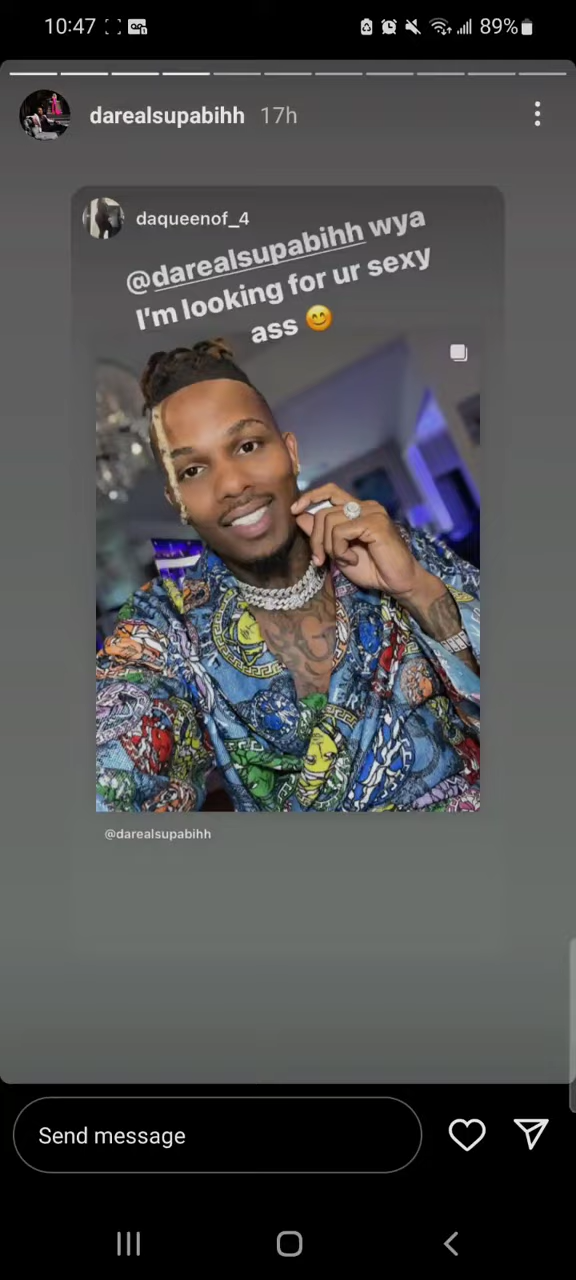 10:47
89%
darealsupabihh 17h
daqueenof_4
@darealsupabihh wya
I'm looking for ur sexy
ass 😊
@darealsupabihh
Send message